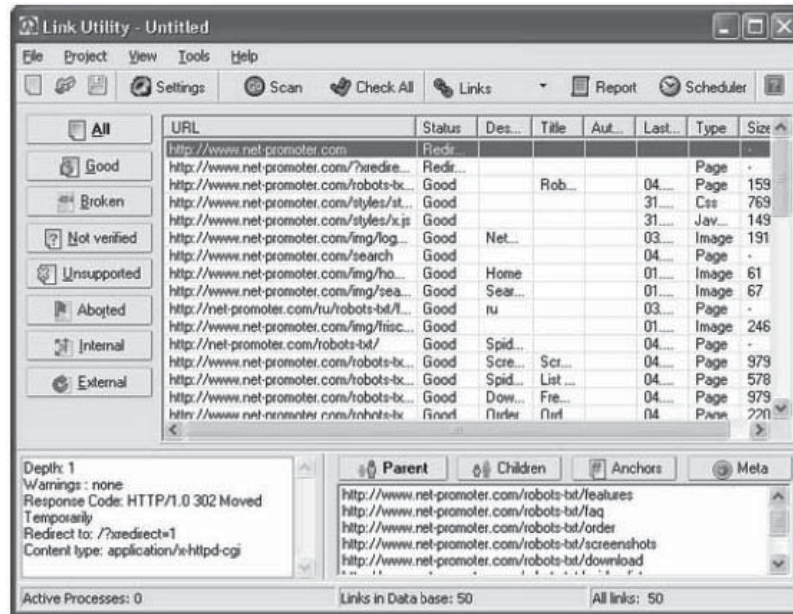 Link Utility - Untitled
File Project View Tools Help
Settings Scan Check All Links Report Scheduler
All
Good
Broken
Not verified
Unsupported
Aborted
Internal
External
URL Status Des... Title Aut... Last... Type Size
http://www.net-promoter.com Redir... -
http://www.net-promoter.com/?xredire... Redir... Page -
http://www.net-promoter.com/robots-tx... Good Rob... 04.... Page 159
http://www.net-promoter.com/styles/st... Good 31.... Css 769
http://www.net-promoter.com/styles/x.js Good 31.... Jav... 149
http://www.net-promoter.com/img/log... Good Net... 03.... Image 191
http://www.net-promoter.com/search Good 04.... Page -
http://www.net-promoter.com/img/ho... Good Home 01.... Image 61
http://www.net-promoter.com/img/sea... Good Sear... 01.... Image 67
http://net-promoter.com/ru/robots-txt/f... Good ru 03.... Page -
http://www.net-promoter.com/img/frisc... Good 01.... Image 246
http://net-promoter.com/robots-txt/ Good Spid... 04.... Page -
http://www.net-promoter.com/robots-tx... Good Scre... Scr... 04.... Page 979
http://www.net-promoter.com/robots-tx... Good Spid... List ... 04.... Page 578
http://www.net-promoter.com/robots-tx... Good Dow... Fre... 04.... Page 979
http://www.net-promoter.com/robots-tx... Good Order Ord... 04.... Page 220
Depth: 1
Warnings : none
Response Code: HTTP/1.0 302 Moved
Temporarily
Redirect to: /?xredirect=1
Content type: application/x-httpd-cgi
Parent Children Anchors Meta
http://www.net-promoter.com/robots-txt/features
http://www.net-promoter.com/robots-txt/faq
http://www.net-promoter.com/robots-txt/order
http://www.net-promoter.com/robots-txt/screenshots
http://www.net-promoter.com/robots-txt/download
Active Processes: 0 Links in Data base: 50 All links: 50